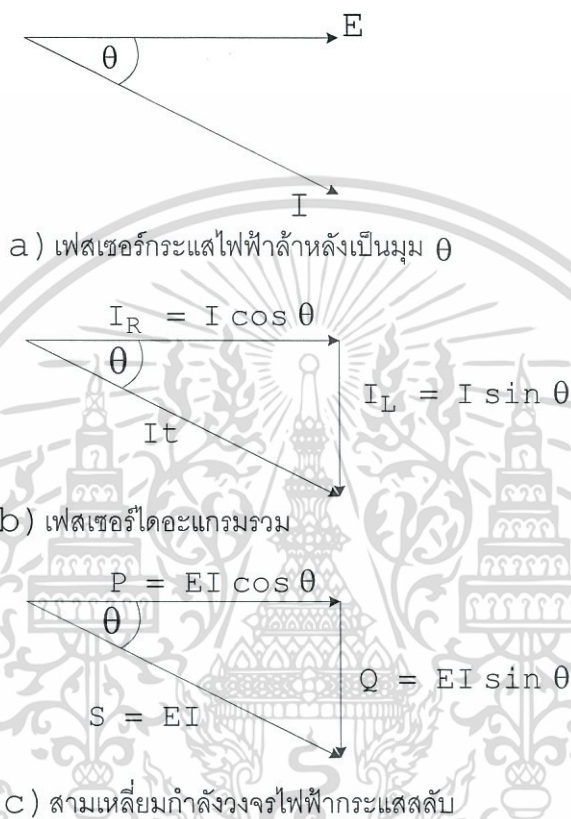 E
θ
I
a) เฟสเซอร์กระแสไฟฟ้าล้าหลังเป็นมุม θ
I_R = I cos θ
θ
I_L = I sin θ
It
b) เฟสเซอร์ไดอะแกรมรวม
P = EI cos θ
θ
Q = EI sin θ
S = EI
c) สามเหลี่ยมกำลังวงจรไฟฟ้ากระแสสลับ